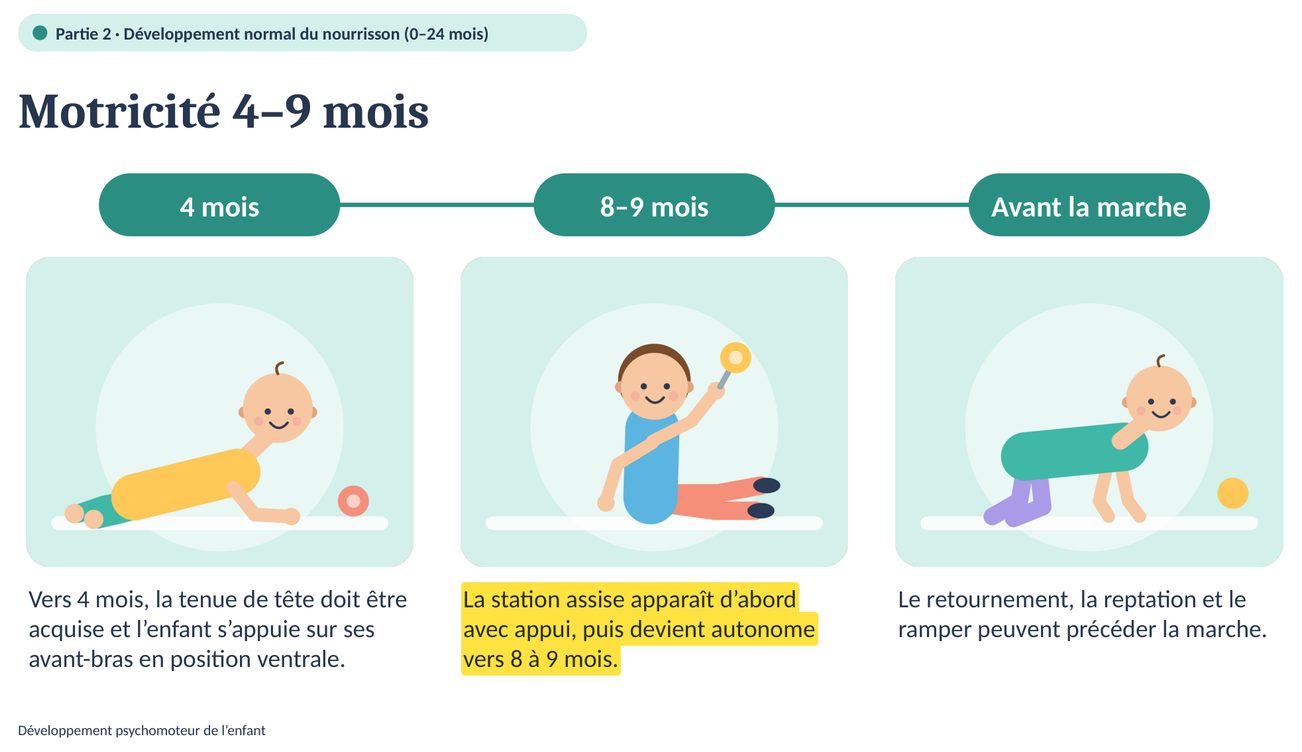 Partie 2 · Développement normal du nourrisson (0–24 mois)
Motricité 4–9 mois
4 mois
8–9 mois
Avant la marche
Vers 4 mois, la tenue de tête doit être
acquise et l’enfant s’appuie sur ses
avant-bras en position ventrale.
La station assise apparaît d’abord
avec appui, puis devient autonome
vers 8 à 9 mois.
Le retournement, la reptation et le
ramper peuvent précéder la marche.
Développement psychomoteur de l’enfant